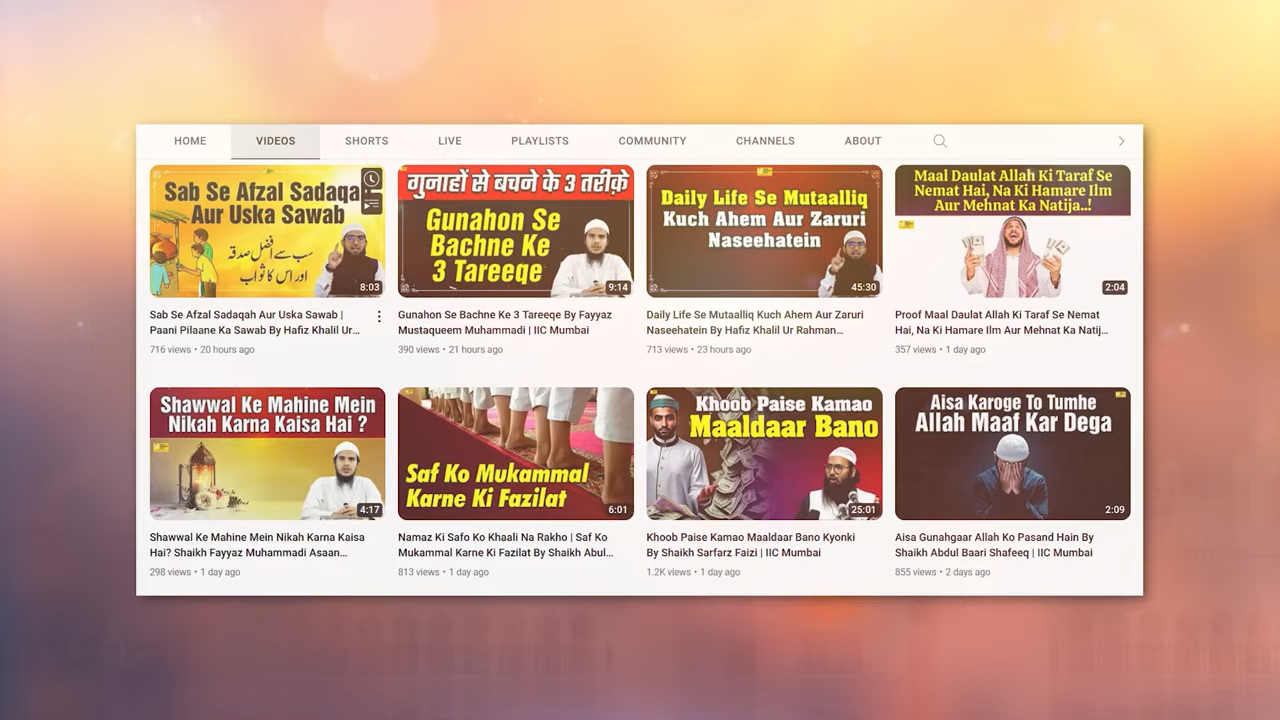 HOME VIDEOS SHORTS LIVE PLAYLISTS COMMUNITY CHANNELS ABOUT
Sab Se Afzal Sadaqa
Aur Uska Sawab
سب سے افضل صدقہ
اور اس کا ثواب
8:03
Sab Se Afzal Sadaqah Aur Uska Sawab |
Paani Pilaane Ka Sawab By Hafiz Khalil Ur...
716 views • 20 hours ago
गुनाहों से बचने के 3 तरीक़े
Gunahon Se
Bachne Ke
3 Tareeqe
9:14
Gunahon Se Bachne Ke 3 Tareeqe By Fayyaz
Mustaqueem Muhammadi | IIC Mumbai
390 views • 21 hours ago
Daily Life Se Mutaalliq
Kuch Ahem Aur Zaruri
Naseehatein
45:30
Daily Life Se Mutaalliq Kuch Ahem Aur Zaruri
Naseehatein By Hafiz Khalil Ur Rahman...
713 views • 23 hours ago
Maal Daulat Allah Ki Taraf Se
Nemat Hai, Na Ki Hamare Ilm
Aur Mehnat Ka Natija..!
2:04
Proof Maal Daulat Allah Ki Taraf Se Nemat
Hai, Na Ki Hamare Ilm Aur Mehnat Ka Natij...
357 views • 1 day ago
Shawwal Ke Mahine Mein
Nikah Karna Kaisa Hai ?
4:17
Shawwal Ke Mahine Mein Nikah Karna Kaisa
Hai? Shaikh Fayyaz Muhammadi Asaan...
298 views • 1 day ago
Saf Ko Mukammal
Karne Ki Fazilat
6:01
Namaz Ki Safo Ko Khaali Na Rakho | Saf Ko
Mukammal Karne Ki Fazilat By Shaikh Abul...
813 views • 1 day ago
Khoob Paise Kamao
Maaldaar Bano
25:01
Khoob Paise Kamao Maaldaar Bano Kyonki
By Shaikh Sarfarz Faizi | IIC Mumbai
1.2K views • 1 day ago
Aisa Karoge To Tumhe
Allah Maaf Kar Dega
2:09
Aisa Gunahgaar Allah Ko Pasand Hain By
Shaikh Abdul Baari Shafeeq | IIC Mumbai
855 views • 2 days ago